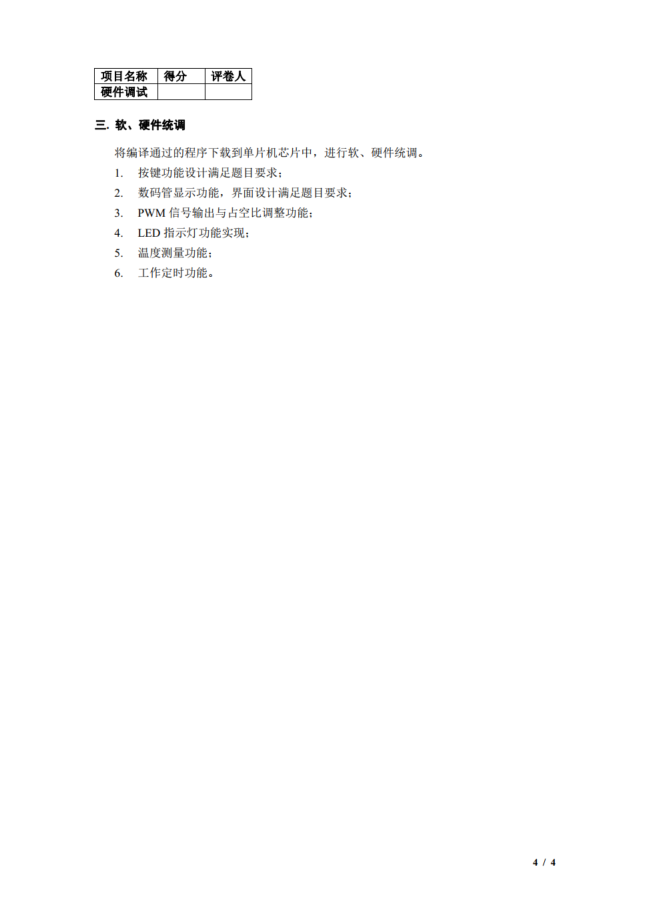 项目名称 得分 评卷人
硬件调试
三. 软、硬件统调
将编译通过的程序下载到单片机芯片中，进行软、硬件统调。
1. 按键功能设计满足题目要求；
2. 数码管显示功能，界面设计满足题目要求；
3. PWM 信号输出与占空比调整功能；
4. LED 指示灯功能实现；
5. 温度测量功能；
6. 工作定时功能。
4 / 4